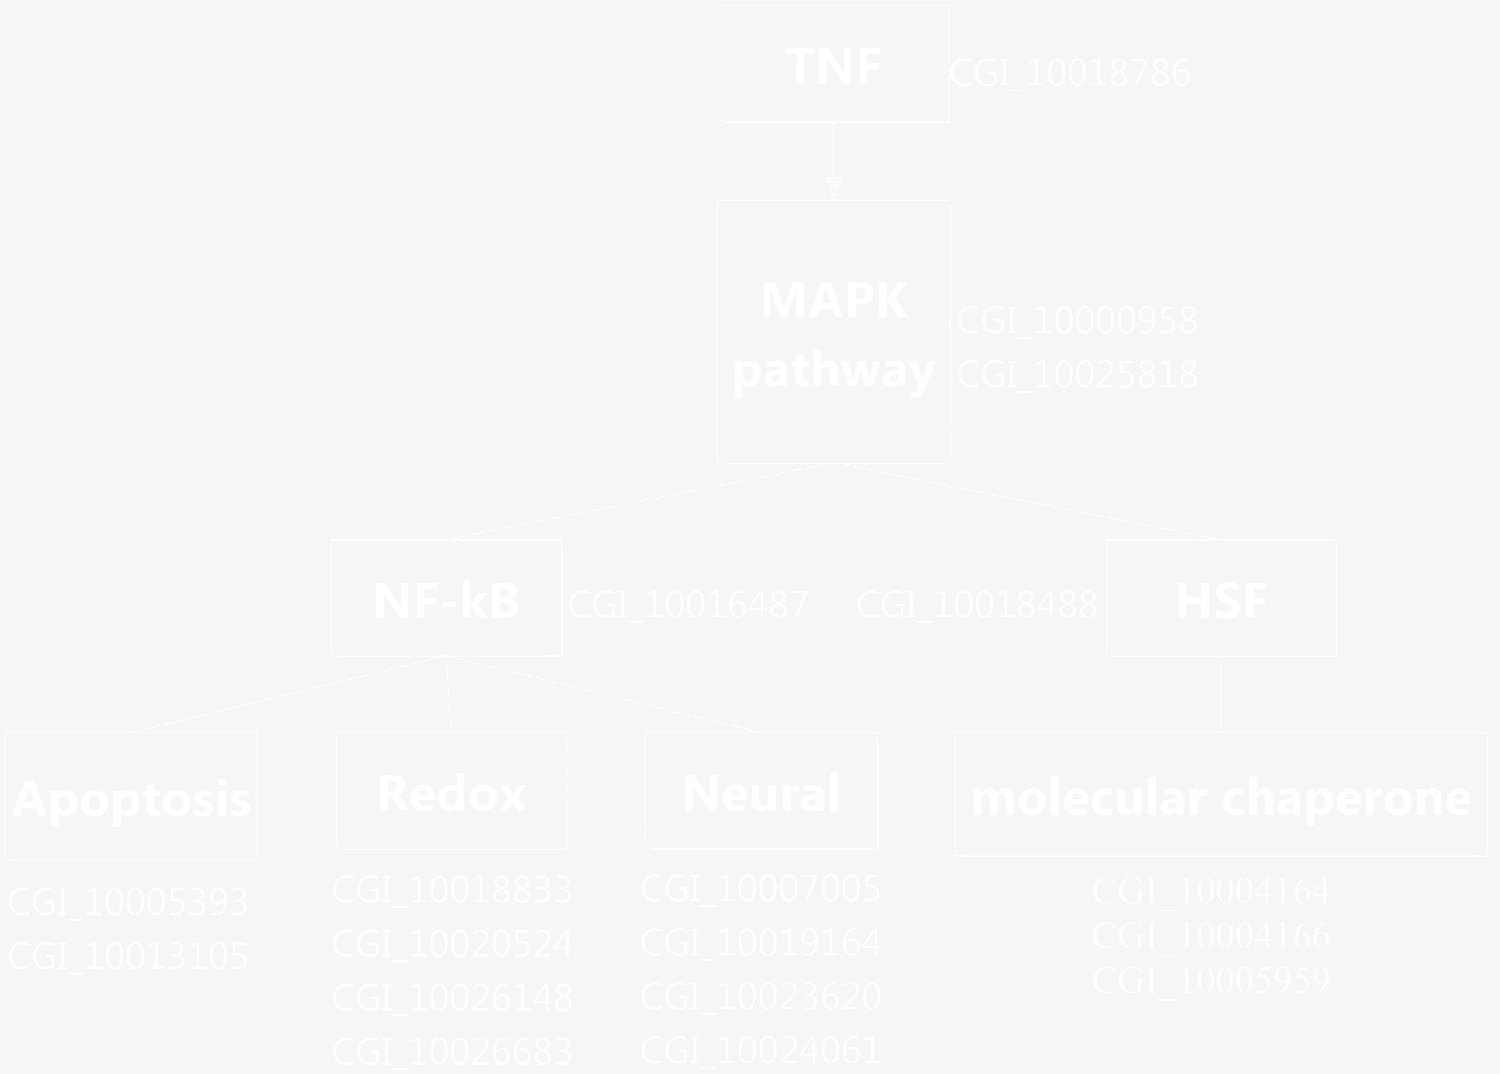 TNF
CGI_10018786
MAPK
pathway
CGI_10000958
CGI_10025818
NF-kB
CGI_10016487
CGI_10018488
HSF
Apoptosis
CGI_10005393
CGI_10013105
Redox
CGI_10018833
CGI_10020524
CGI_10026148
CGI_10026683
Neural
CGI_10007005
CGI_10019164
CGI_10023620
CGI_10024061
molecular chaperone
CGI_10004164
CGI_10004166
CGI_10005959